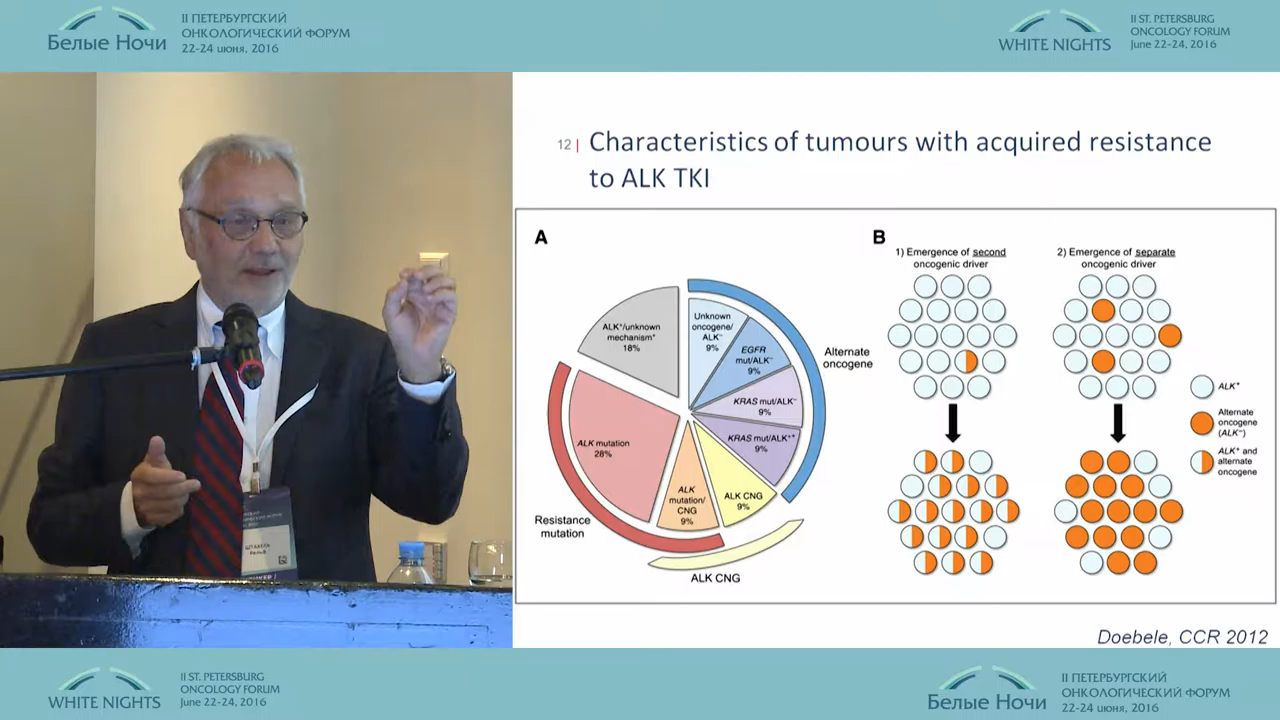 II ПЕТЕРБУРГСКИЙ
ОНКОЛОГИЧЕСКИЙ ФОРУМ
Белые Ночи
22-24 июня, 2016
II ST. PETERSBURG
ONCOLOGY FORUM
WHITE NIGHTS
June 22-24, 2016
12 | Characteristics of tumours with acquired resistance
to ALK TKI
A
ALK⁺/unknown
mechanism*
18%
Unknown
oncogene/
ALK⁻
9%
EGFR
mut/ALK⁻
9%
KRAS mut/ALK⁻
9%
KRAS mut/ALK⁺*
9%
ALK CNG
9%
ALK
mutation/
CNG
9%
ALK mutation
28%
Alternate
oncogene
Resistance
mutation
ALK CNG
B
1) Emergence of second
oncogenic driver
2) Emergence of separate
oncogenic driver
ALK⁺
Alternate
oncogene
(ALK⁻)
ALK⁺ and
alternate
oncogene
Doebele, CCR 2012
ШТАХЕЛЬ
Рольф
II ST. PETERSBURG
ONCOLOGY FORUM
WHITE NIGHTS
June 22-24, 2016
II ПЕТЕРБУРГСКИЙ
ОНКОЛОГИЧЕСКИЙ ФОРУМ
Белые Ночи
22-24 июня, 2016